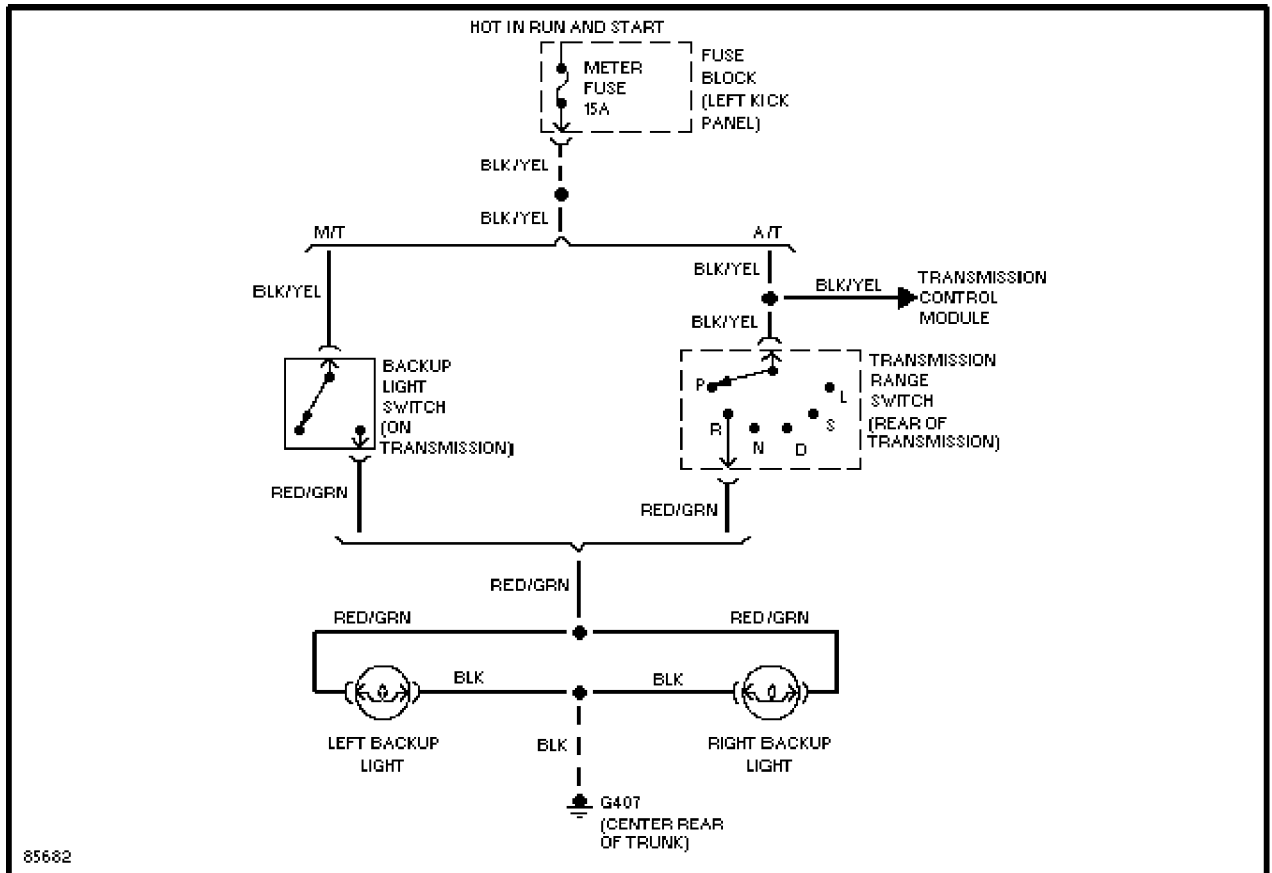 HOT IN RUN AND START
METER
FUSE
15A
FUSE
BLOCK
(LEFT KICK
PANEL)
BLK/YEL
BLK/YEL
M/T
A/T
BLK/YEL
BLK/YEL
BLK/YEL
TRANSMISSION
CONTROL
MODULE
BLK/YEL
BACKUP
LIGHT
SWITCH
(ON
TRANSMISSION)
P
R
N
D
S
L
TRANSMISSION
RANGE
SWITCH
(REAR OF
TRANSMISSION)
RED/GRN
RED/GRN
RED/GRN
RED/GRN
RED/GRN
BLK
BLK
LEFT BACKUP
LIGHT
BLK
RIGHT BACKUP
LIGHT
G407
(CENTER REAR
OF TRUNK)
85682